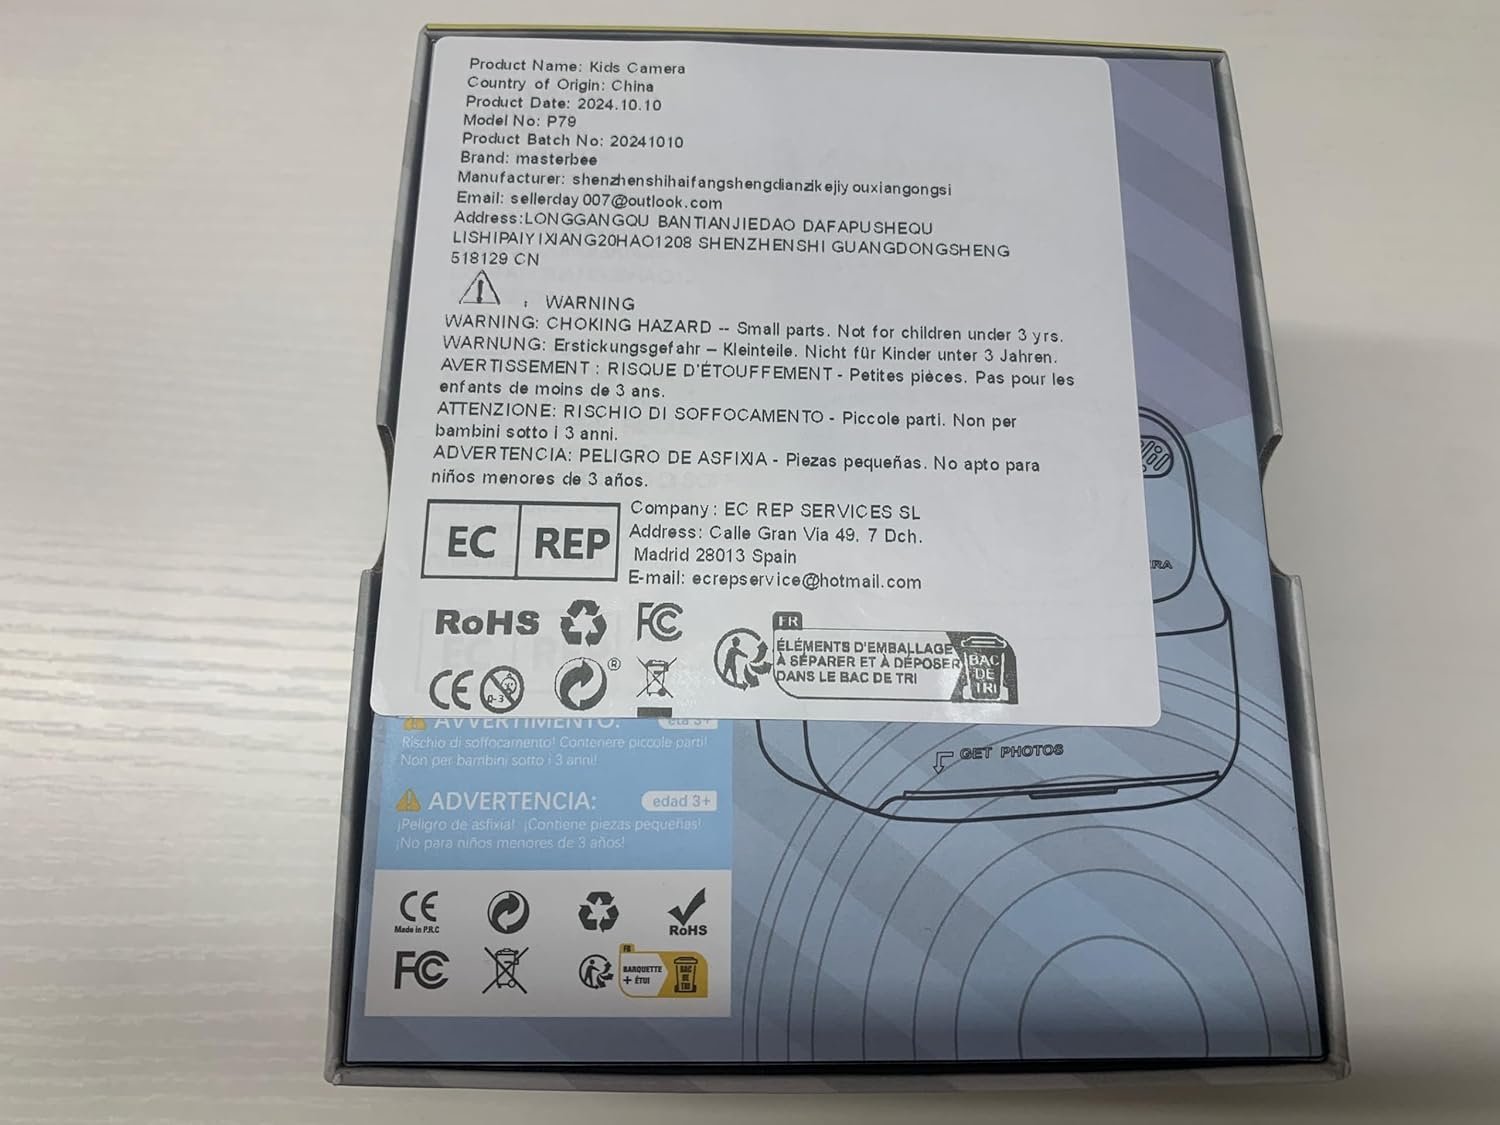 Product Name: Kids Camera
Country of Origin: China
Product Date: 2024.10.10
Model No: P79
Product Batch No: 20241010
Brand: masterbee
Manufacturer: shenzhenshihaifangshengdianzikejiyouxiangongsi
Email: sellerday007@outlook.com
Address:LONGGANGQU BANTIANJIEDAO DAFAPUSHEQU
LISHIPAIYIXIANG20HAO1208 SHENZHENSHI GUANGDONGSHENG
518129 CN
: WARNING
WARNING: CHOKING HAZARD -- Small parts. Not for children under 3 yrs.
WARNUNG: Erstickungsgefahr – Kleinteile. Nicht für Kinder unter 3 Jahren.
AVERTISSEMENT : RISQUE D'ÉTOUFFEMENT - Petites pièces. Pas pour les
enfants de moins de 3 ans.
ATTENZIONE: RISCHIO DI SOFFOCAMENTO - Piccole parti. Non per
bambini sotto i 3 anni.
ADVERTENCIA: PELIGRO DE ASFIXIA - Piezas pequeñas. No apto para
niños menores de 3 años.
EC REP
Company: EC REP SERVICES SL
Address: Calle Gran Via 49, 7 Dch.
Madrid 28013 Spain
E-mail: ecrepservice@hotmail.com
RoHS FC
CE 0-3 ®
FR
ÉLÉMENTS D'EMBALLAGE
À SÉPARER ET À DÉPOSER
DANS LE BAC DE TRI
BAC
DE
TRI
RA
AVVERTIMENTO: età 3+
Rischio di soffocamento! Contenere piccole parti!
Non per bambini sotto i 3 anni!
ADVERTENCIA: edad 3+
¡Peligro de asfixia! ¡Contiene piezas pequeñas!
¡No para niños menores de 3 años!
GET PHOTOS
CE
Made in P.R.C
RoHS
FC
FR
BARQUETTE
+ ÉTUI
BAC
DE
TRI